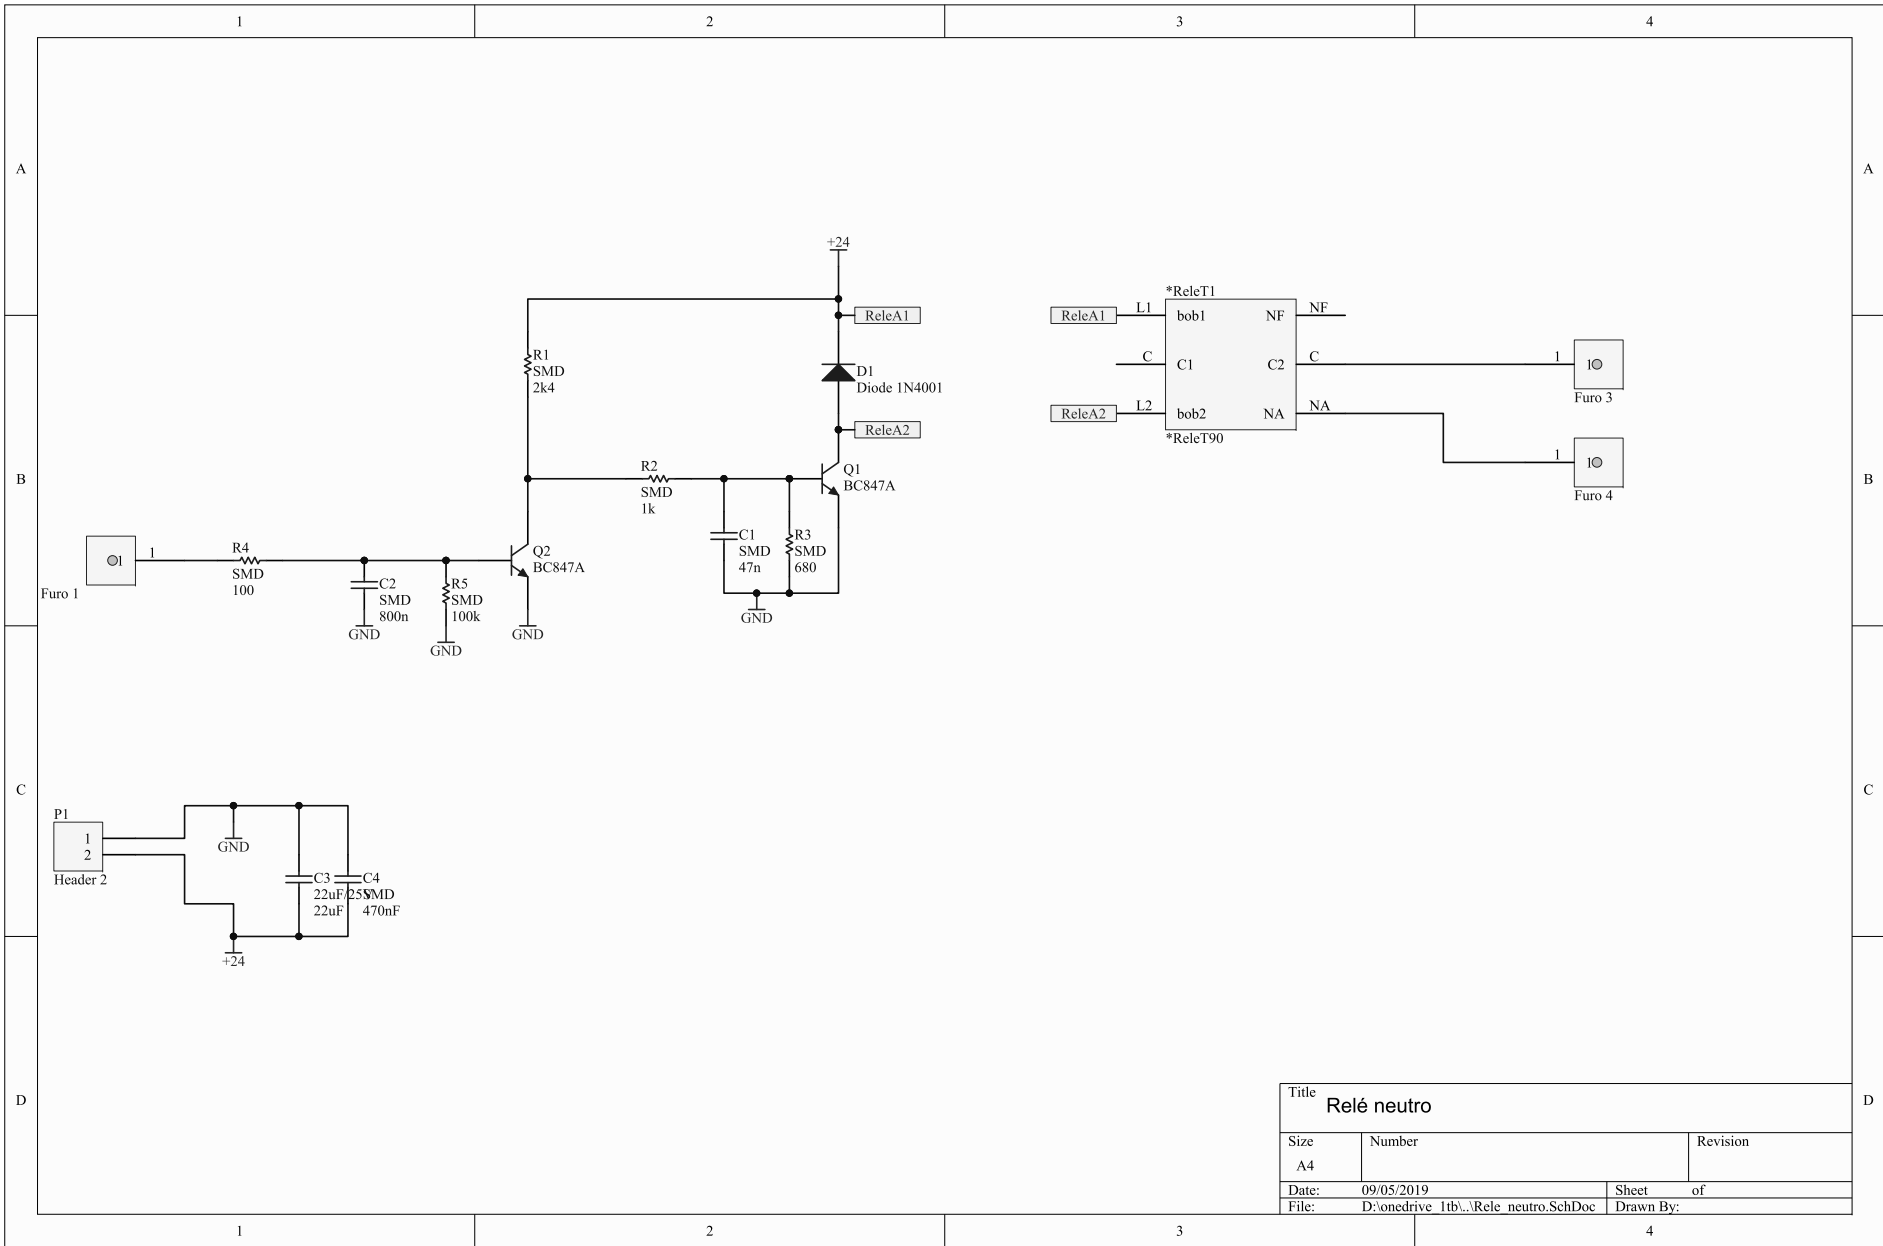 1
2
3
4
A
A
+24
*ReleT1
ReleA1
ReleA1
L1
bob1
NF
NF
R1
SMD
2k4
D1
Diode 1N4001
C
C1
C2
C
1
1
Furo 3
ReleA2
L2
bob2
NA
NA
ReleA2
*ReleT90
B
B
R2
SMD
1k
Q1
BC847A
1
1
Furo 4
C1
SMD
47n
R3
SMD
680
1
1
Furo 1
R4
SMD
100
Q2
BC847A
C2
SMD
800n
R5
SMD
100k
GND
GND
GND
GND
C
C
P1
1
2
Header 2
GND
C3
22uF/25V
22uF
C4
SMD
470nF
+24
D
D
Title
Relé neutro
Size
A4
Number
Revision
Date:
09/05/2019
Sheet of
File:
D:\onedrive_1tb\..\Rele_neutro.SchDoc
Drawn By:
1
2
3
4